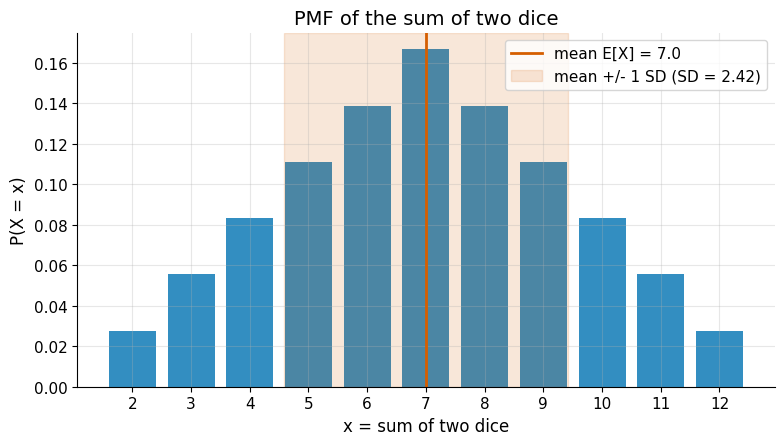 PMF of the sum of two dice
mean E[X] = 7.0
mean +/- 1 SD (SD = 2.42)
P(X = x)
0.16
0.14
0.12
0.10
0.08
0.06
0.04
0.02
0.00
2 3 4 5 6 7 8 9 10 11 12
x = sum of two dice